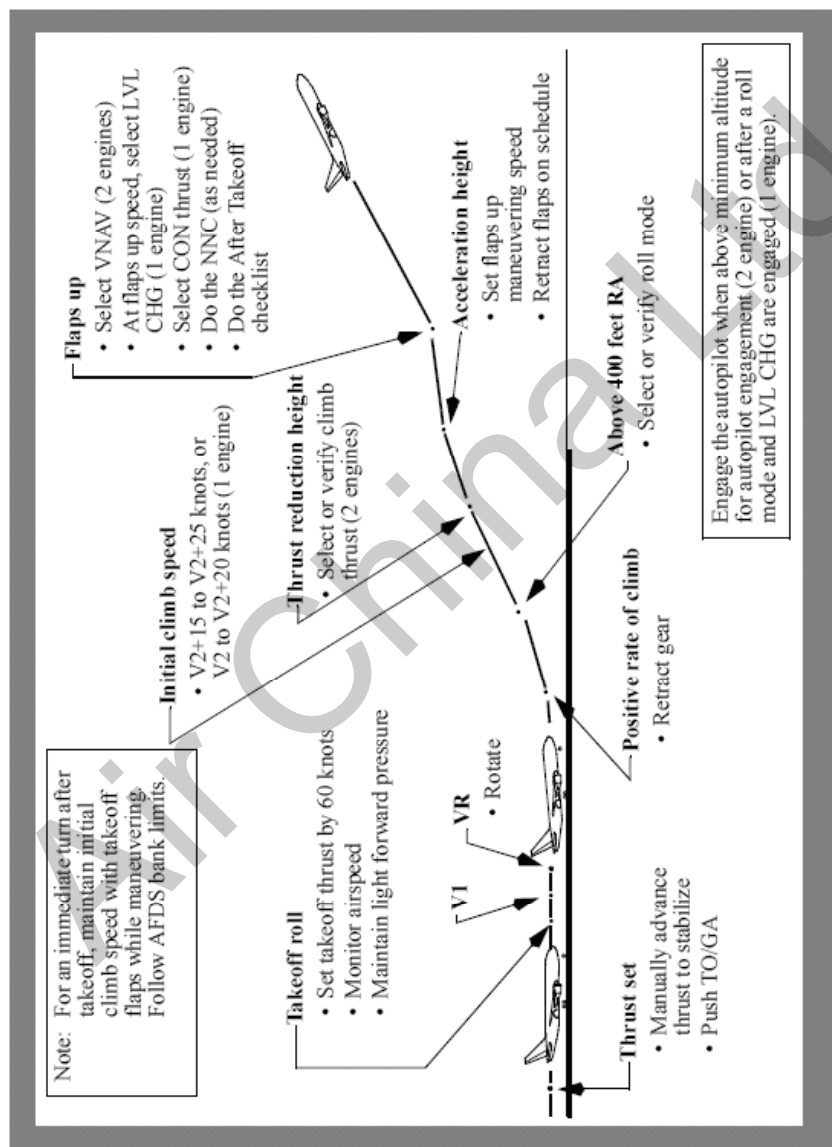 Note: For an immediate turn after
takeoff, maintain initial
climb speed with takeoff
flaps while maneuvering.
Follow AFDS bank limits.
Initial climb speed
• V2+15 to V2+25 knots, or
V2 to V2+20 knots (1 engine)
Flaps up
• Select VNAV (2 engines)
• At flaps up speed, select LVL
CHG (1 engine)
• Select CON thrust (1 engine)
• Do the NNC (as needed)
• Do the After Takeoff
checklist
Takeoff roll
• Set takeoff thrust by 60 knots
• Monitor airspeed
• Maintain light forward pressure
Thrust reduction height
• Select or verify climb
thrust (2 engines)
V1
VR
• Rotate
Acceleration height
• Set flaps up
maneuvering speed
• Retract flaps on schedule
Thrust set
• Manually advance
thrust to stabilize
• Push TO/GA
Positive rate of climb
• Retract gear
Above 400 feet RA
• Select or verify roll mode
Engage the autopilot when above minimum altitude
for autopilot engagement (2 engine) or after a roll
mode and LVL CHG are engaged (1 engine).
Air China Ltd